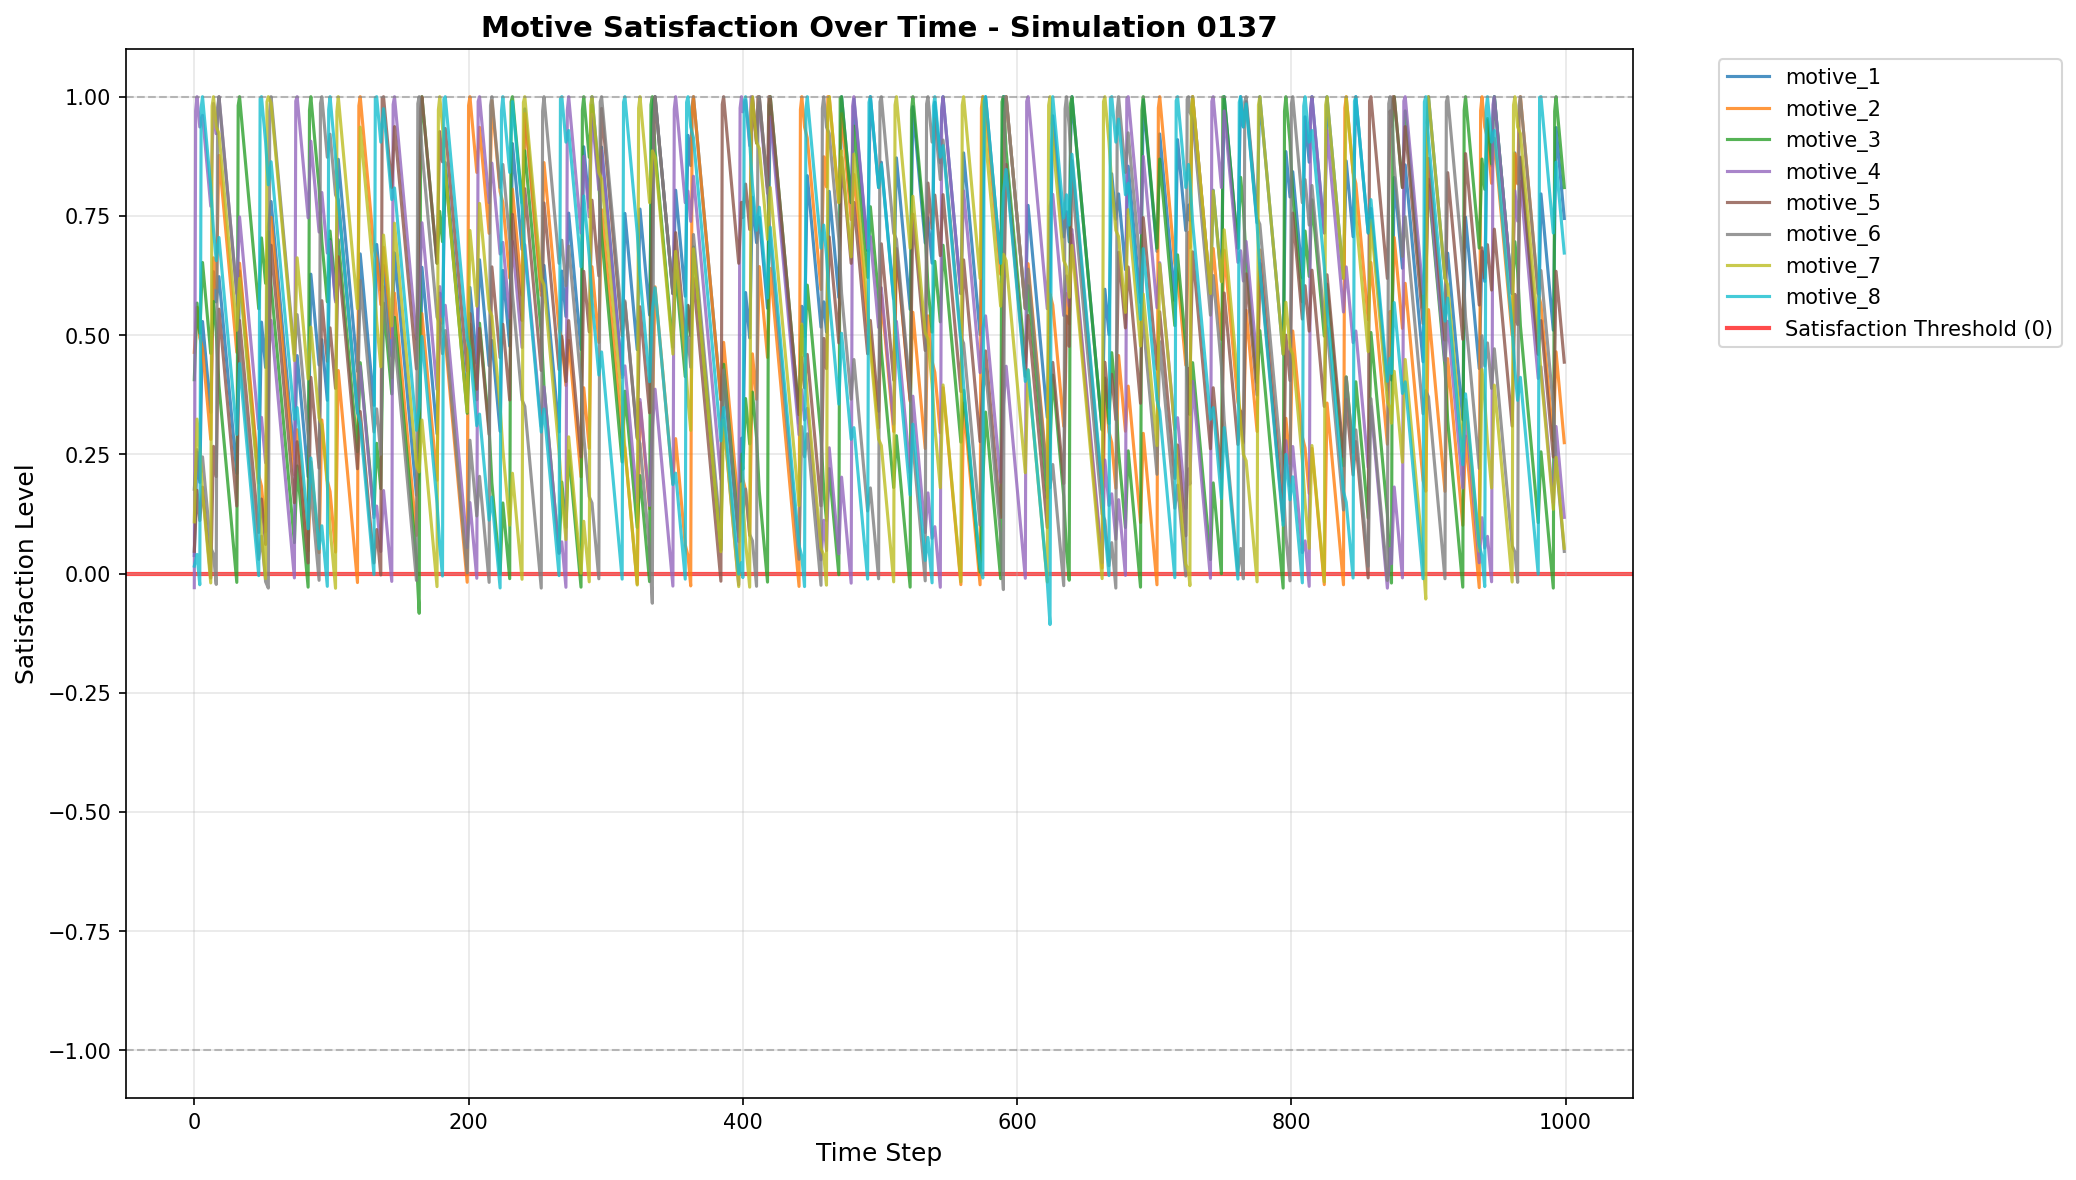 Motive Satisfaction Over Time - Simulation 0137
1.00
0.75
0.50
0.25
0.00
−0.25
−0.50
−0.75
−1.00
Satisfaction Level
0
200
400
600
800
1000
Time Step
motive_1
motive_2
motive_3
motive_4
motive_5
motive_6
motive_7
motive_8
Satisfaction Threshold (0)